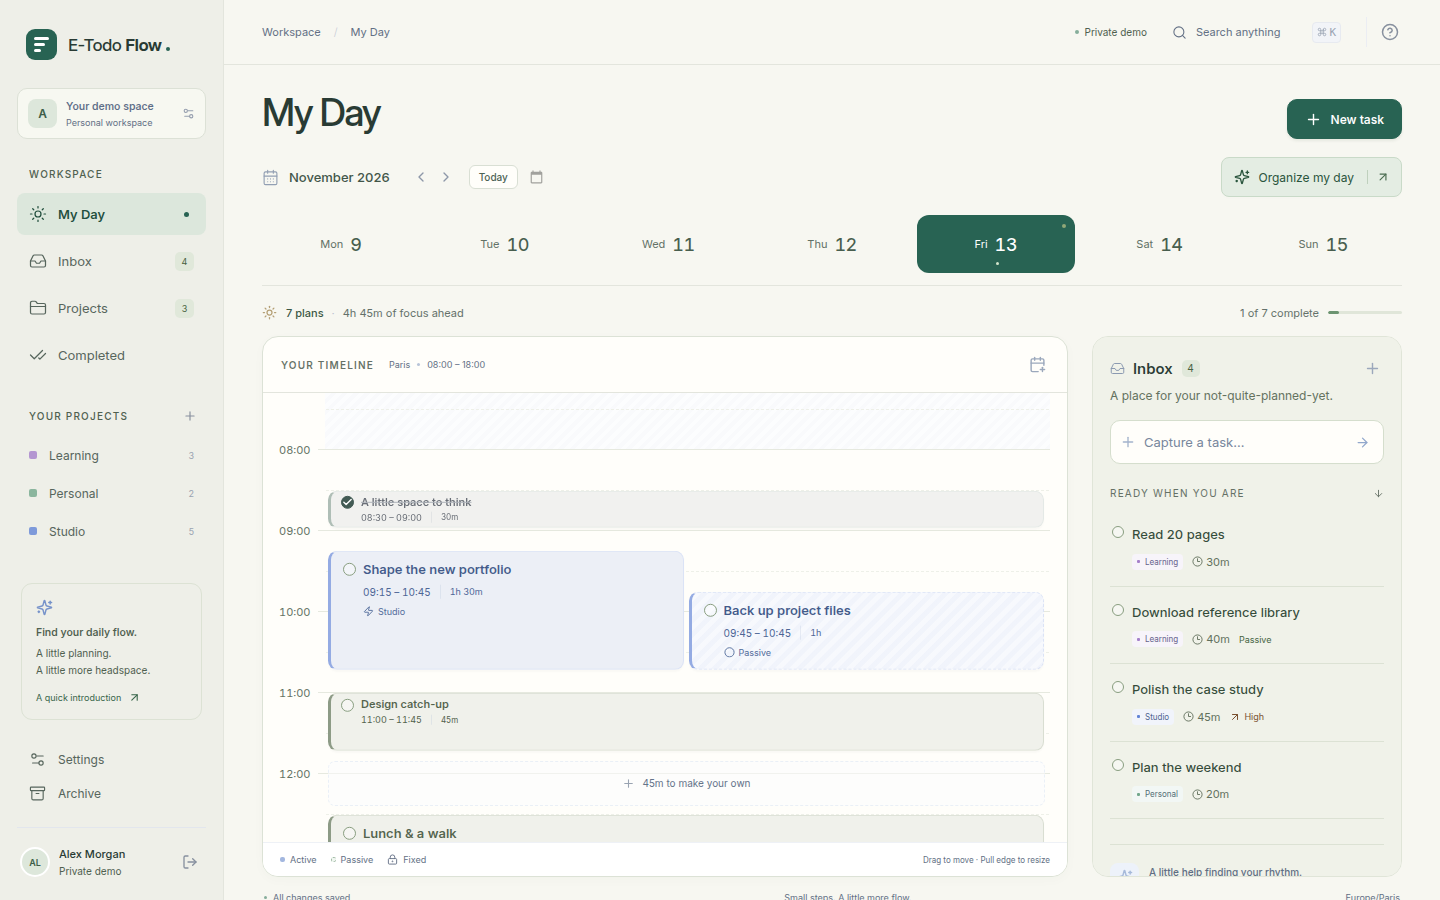 E-Todo Flow.
A
Your demo space
Personal workspace
WORKSPACE
My Day
Inbox 4
Projects 3
Completed
YOUR PROJECTS
Learning 3
Personal 2
Studio 5
Find your daily flow.
A little planning.
A little more headspace.
A quick introduction
Settings
Archive
AL
Alex Morgan
Private demo
Workspace / My Day
Private demo
Search anything
⌘ K
My Day
New task
November 2026
Today
Organize my day
Mon 9
Tue 10
Wed 11
Thu 12
Fri 13
Sat 14
Sun 15
7 plans · 4h 45m of focus ahead
1 of 7 complete
YOUR TIMELINE Paris • 08:00 – 18:00
08:00
A little space to think
08:30 – 09:00 30m
09:00
Shape the new portfolio
09:15 – 10:45 1h 30m
Studio
10:00
Back up project files
09:45 – 10:45 1h
Passive
11:00
Design catch-up
11:00 – 11:45 45m
12:00
45m to make your own
Lunch & a walk
Active
Passive
Fixed
Drag to move · Pull edge to resize
Inbox 4
A place for your not-quite-planned-yet.
Capture a task...
READY WHEN YOU ARE
Read 20 pages
Learning 30m
Download reference library
Learning 40m Passive
Polish the case study
Studio 45m High
Plan the weekend
Personal 20m
A little help finding your rhythm.
All changes saved
Small steps. A little more flow.
Europe/Paris